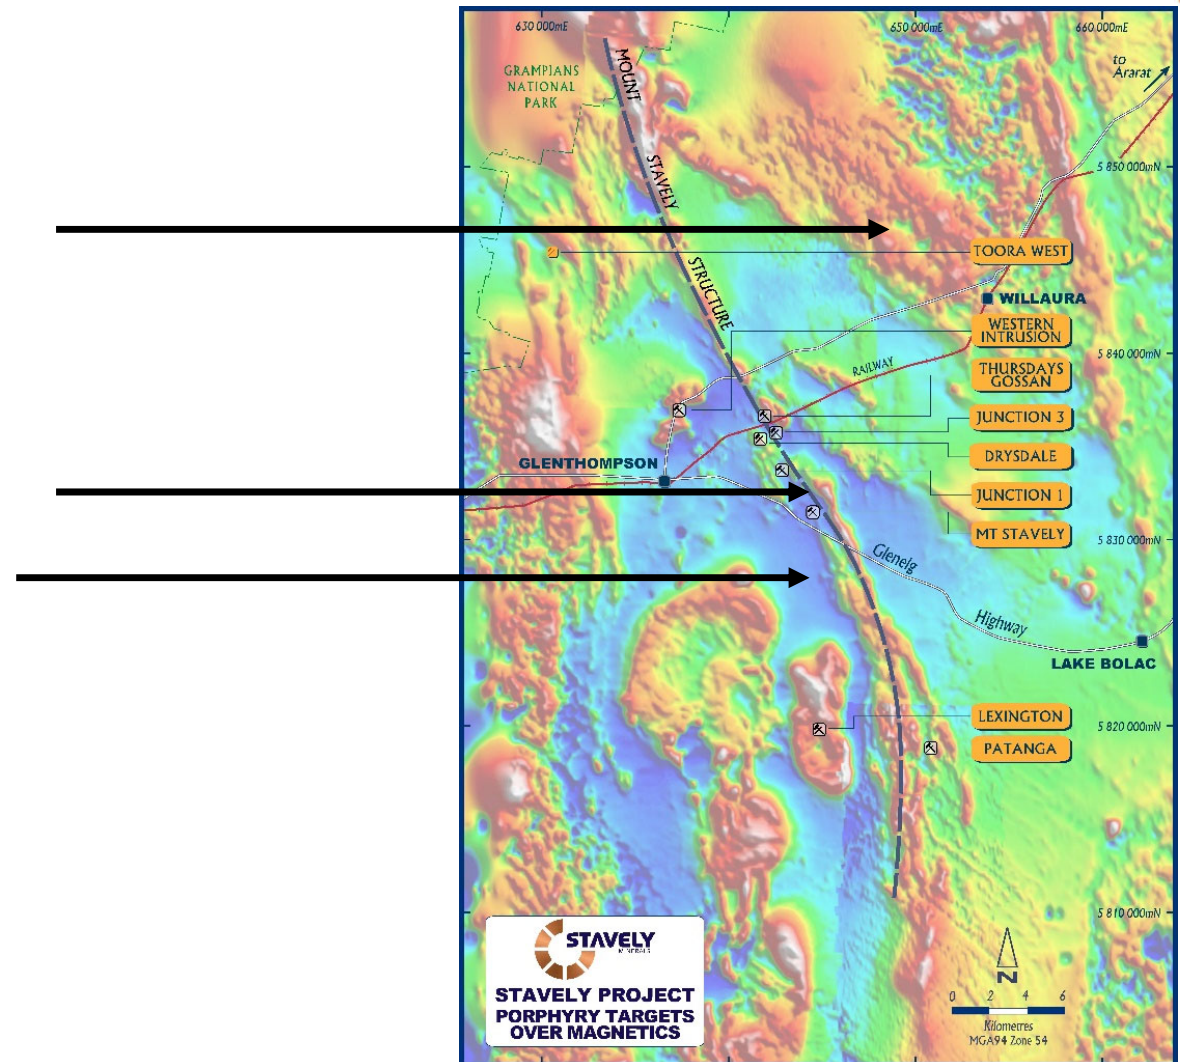 630 000mE
650 000mE
660 000mE
to
Ararat
GRAMPIANS
NATIONAL
PARK
MOUNT
STAVELY
STRUCTURE
5 850 000mN
TOORA WEST
WILLAURA
WESTERN
INTRUSION
5 840 000mN
RAILWAY
THURSDAYS
GOSSAN
JUNCTION 3
DRYSDALE
GLENTHOMPSON
JUNCTION 1
MT STAVELY
5 830 000mN
Glenelg
Highway
LAKE BOLAC
LEXINGTON
5 820 000mN
PATANGA
5 810 000mN
STAVELY
MINERALS
STAVELY PROJECT
PORPHYRY TARGETS
OVER MAGNETICS
N
0 2 4 6
Kilometres
MGA94 Zone 54